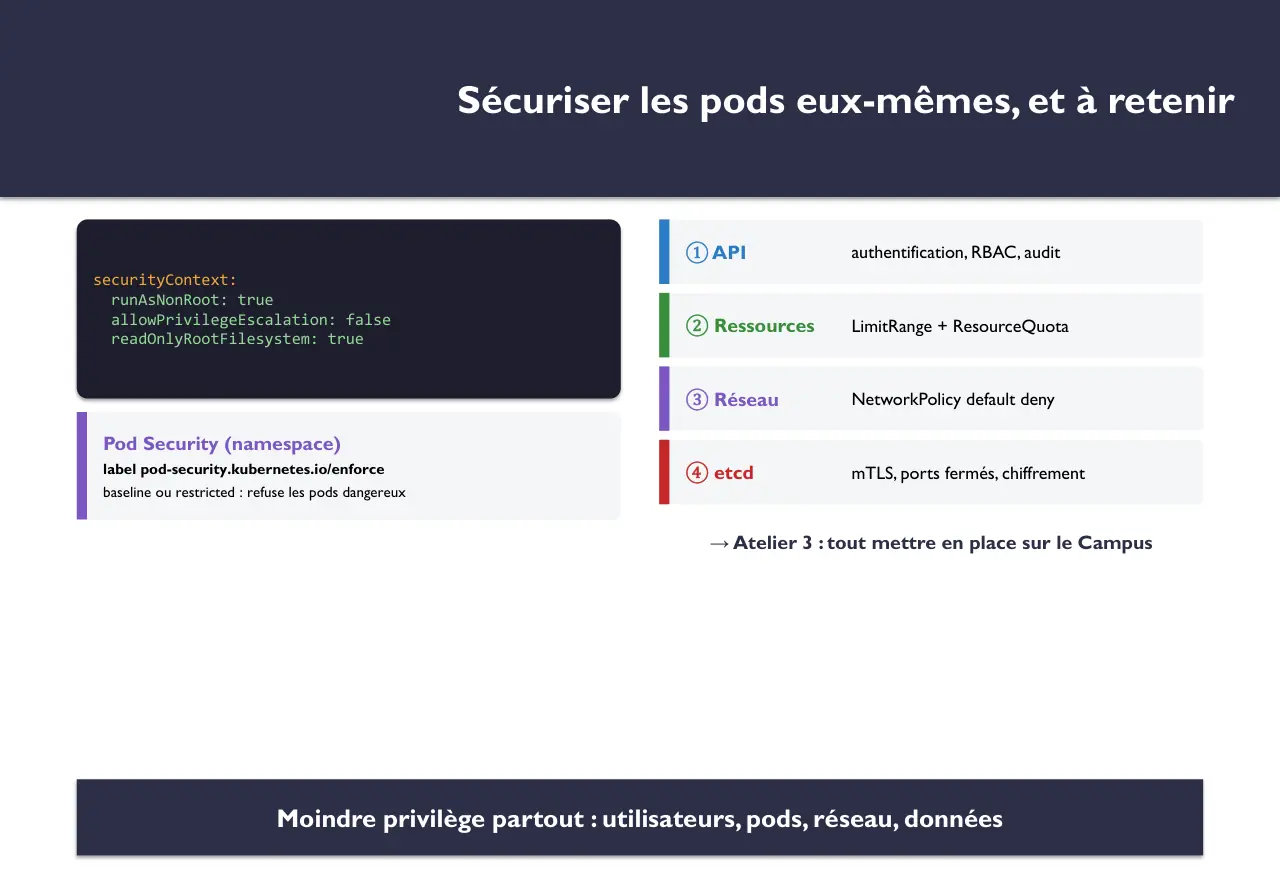 Sécuriser les pods eux-mêmes, et à retenir
securityContext:
  runAsNonRoot: true
  allowPrivilegeEscalation: false
  readOnlyRootFilesystem: true
Pod Security (namespace)
label pod-security.kubernetes.io/enforce
baseline ou restricted : refuse les pods dangereux
① API authentification, RBAC, audit
② Ressources LimitRange + ResourceQuota
③ Réseau NetworkPolicy default deny
④ etcd mTLS, ports fermés, chiffrement
→ Atelier 3 : tout mettre en place sur le Campus
Moindre privilège partout : utilisateurs, pods, réseau, données